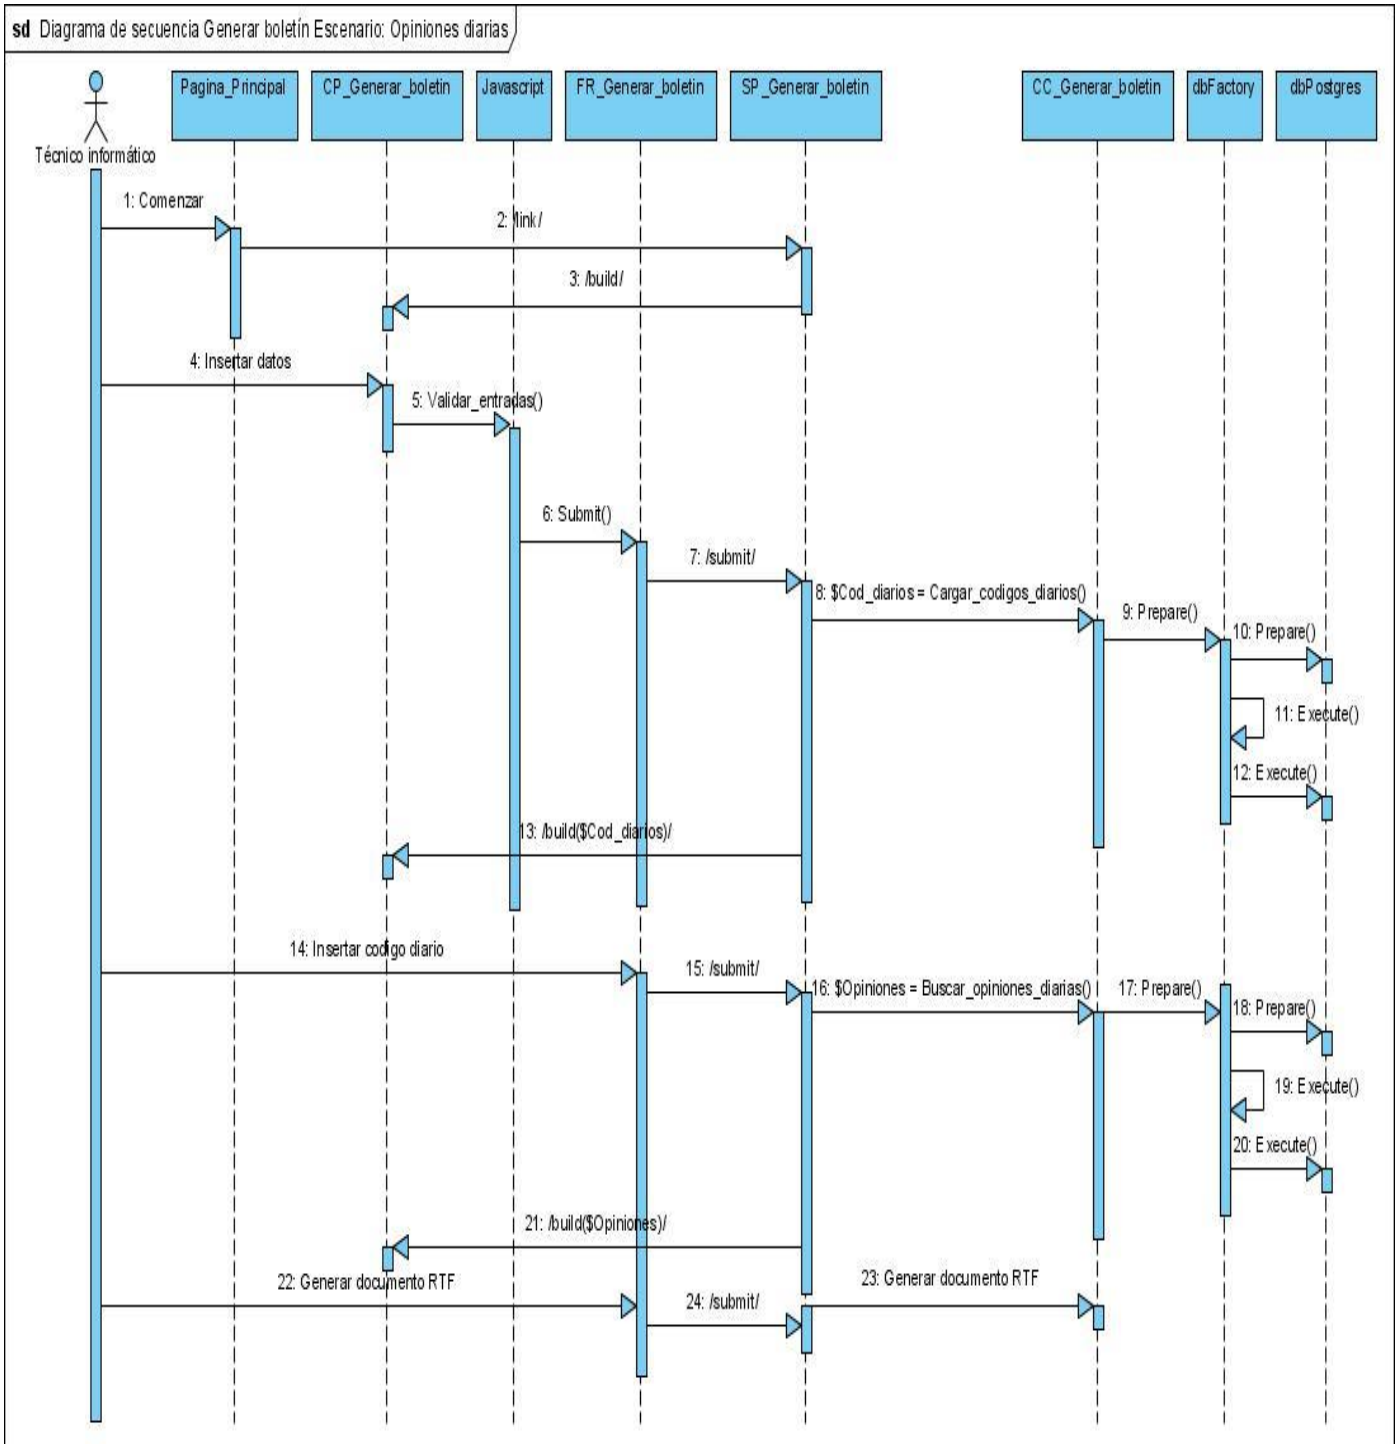 sd Diagrama de secuencia Generar boletín Escenario: Opiniones diarias
Pagina_Principal
CP_Generar_boletin
Javascript
FR_Generar_boletin
SP_Generar_boletin
CC_Generar_boletin
dbFactory
dbPostgres
Técnico informático
1: Comenzar
2: /link/
3: /build/
4: Insertar datos
5: Validar_entradas()
6: Submit()
7: /submit/
8: $Cod_diarios = Cargar_codigos_diarios()
9: Prepare()
10: Prepare()
11: Execute()
12: Execute()
13: /build($Cod_diarios)/
14: Insertar codigo diario
15: /submit/
16: $Opiniones = Buscar_opiniones_diarias()
17: Prepare()
18: Prepare()
19: Execute()
20: Execute()
21: /build($Opiniones)/
22: Generar documento RTF
23: Generar documento RTF
24: /submit/